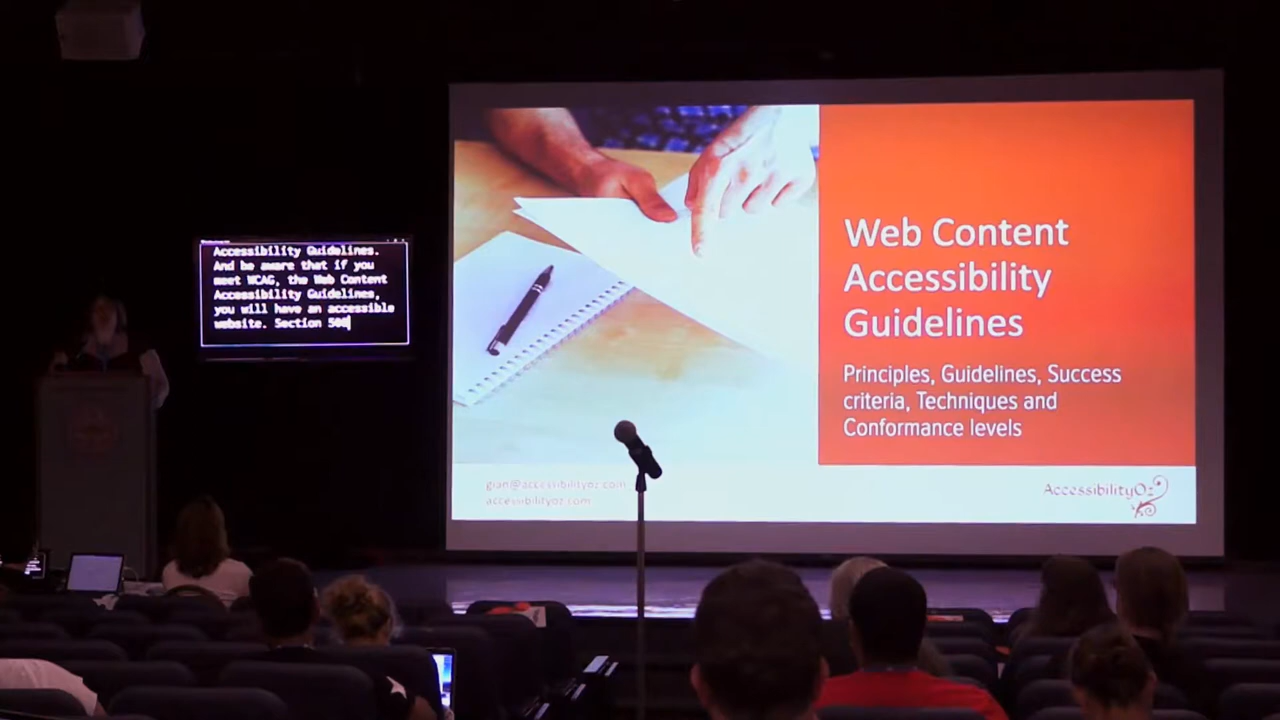 Accessibility Guidelines.
And be aware that if you
meet WCAG, the Web Content
Accessibility Guidelines,
you will have an accessible
website. Section 508
Web Content
Accessibility
Guidelines
Principles, Guidelines, Success
criteria, Techniques and
Conformance levels
gian@accessibilityoz.com
accessibilityoz.com
AccessibilityOz